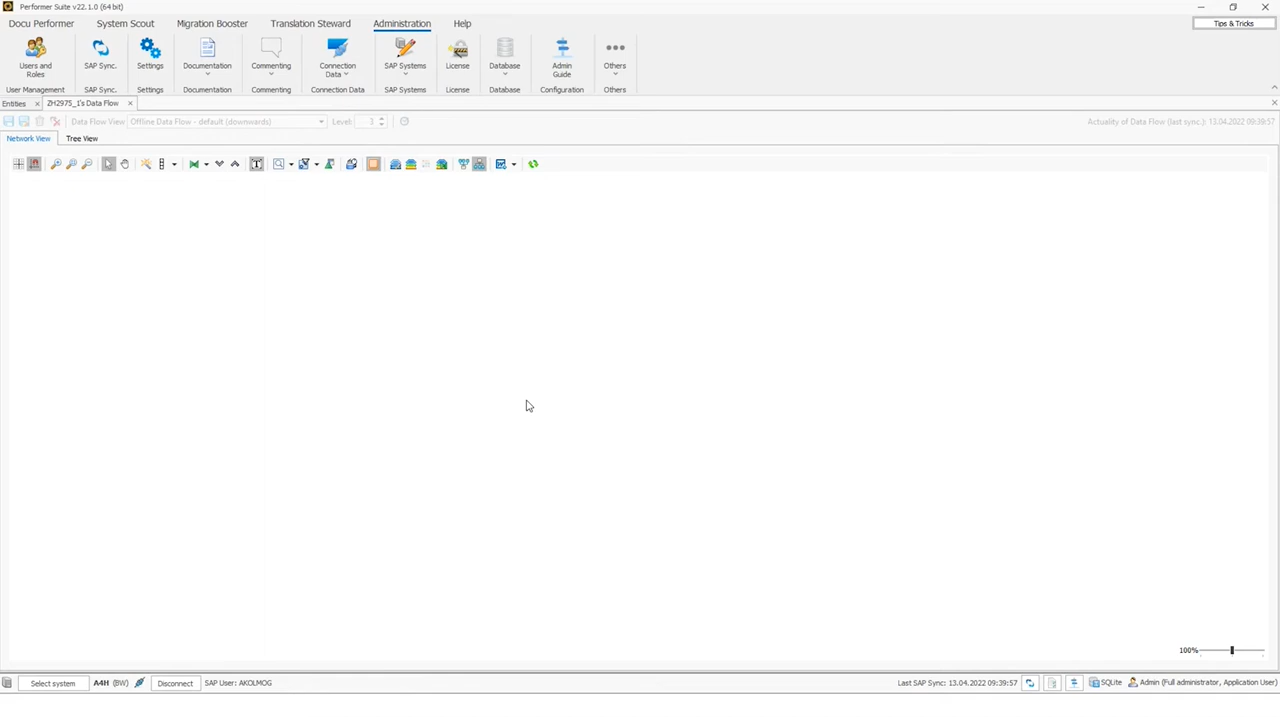 Performer Suite v22.1.0 (64 bit)
Docu Performer System Scout Migration Booster Translation Steward Administration Help Tips & Tricks
Users and Roles SAP Sync. Settings Documentation Commenting Connection Data SAP Systems License Database Admin Guide Others
User Management SAP Sync. Settings Documentation Commenting Connection Data SAP Systems License Database Configuration Others
Entities ZH2975_1's Data Flow
Data Flow View Offline Data Flow - default (downwards) Level: 1 Actuality of Data Flow (last sync.): 13.04.2022 09:39:57
Network View Tree View
100%
Select system A4H (BW) Disconnect SAP User: AKOLMOG Last SAP Sync: 13.04.2022 09:39:57 SQLite Admin (Full administrator, Application User)